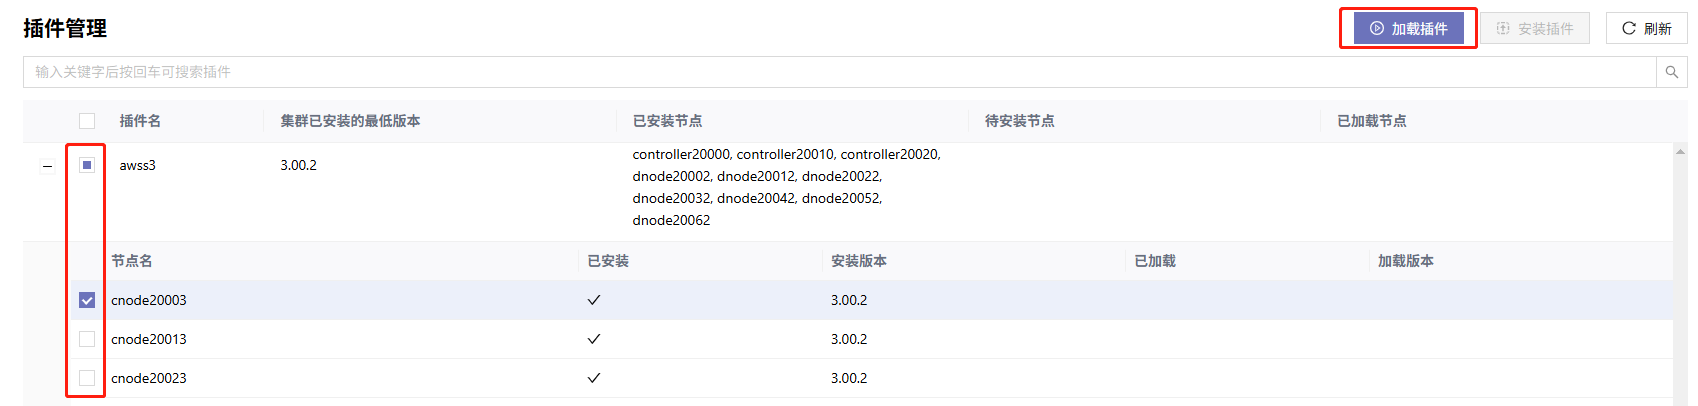 插件管理
加载插件
安装插件
刷新
输入关键字后按回车可搜索插件
插件名 集群已安装的最低版本 已安装节点 待安装节点 已加载节点
awss3 3.00.2 controller20000, controller20010, controller20020,
dnode20002, dnode20012, dnode20022,
dnode20032, dnode20042, dnode20052,
dnode20062
节点名 已安装 安装版本 已加载 加载版本
cnode20003 3.00.2
cnode20013 3.00.2
cnode20023 3.00.2